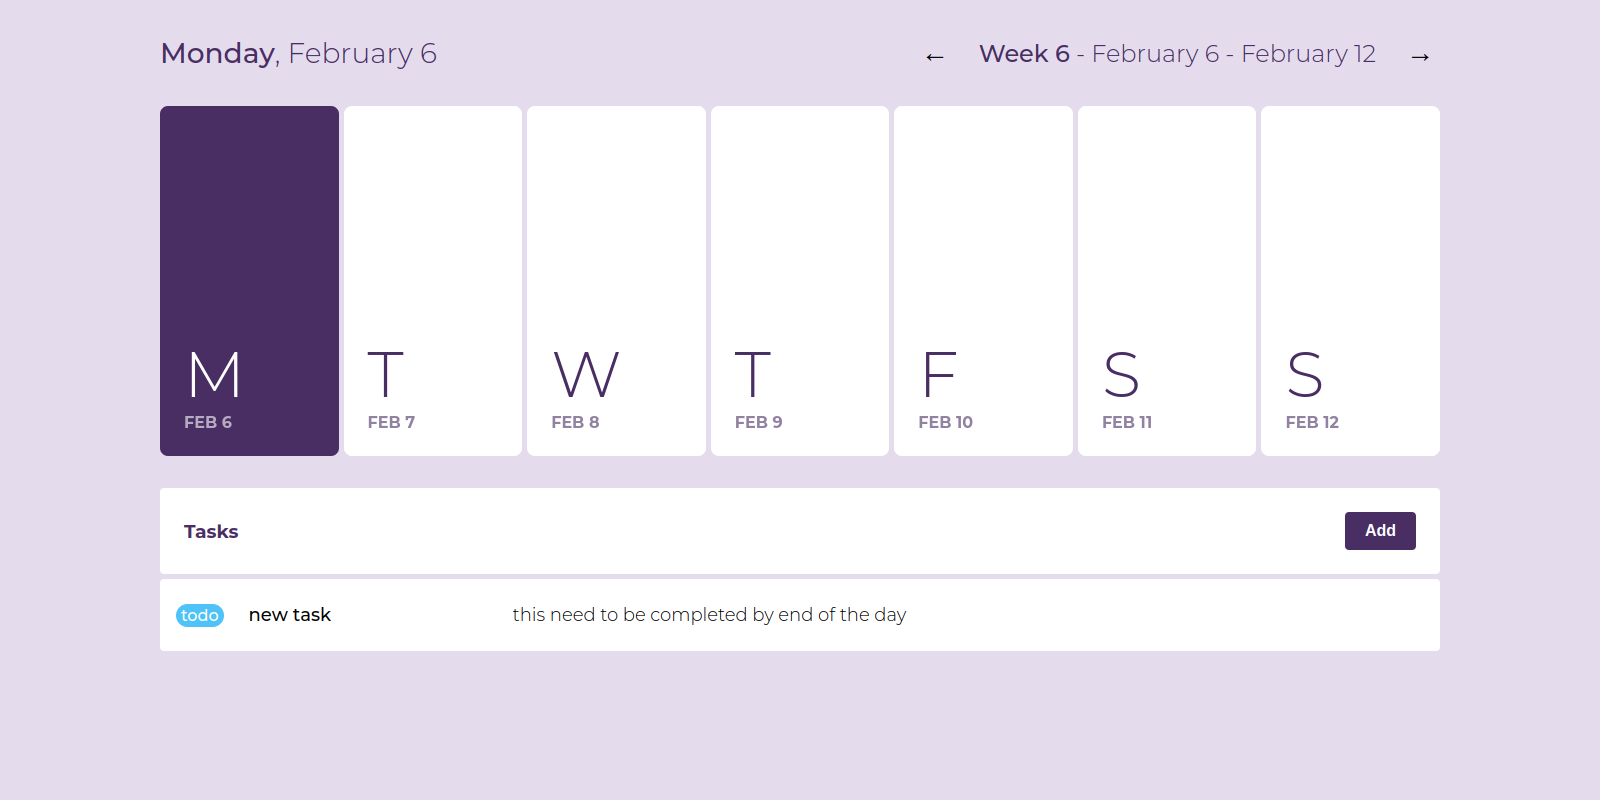 Monday, February 6
← Week 6 - February 6 - February 12 →
M
FEB 6
T
FEB 7
W
FEB 8
T
FEB 9
F
FEB 10
S
FEB 11
S
FEB 12
Tasks
Add
todo new task this need to be completed by end of the day